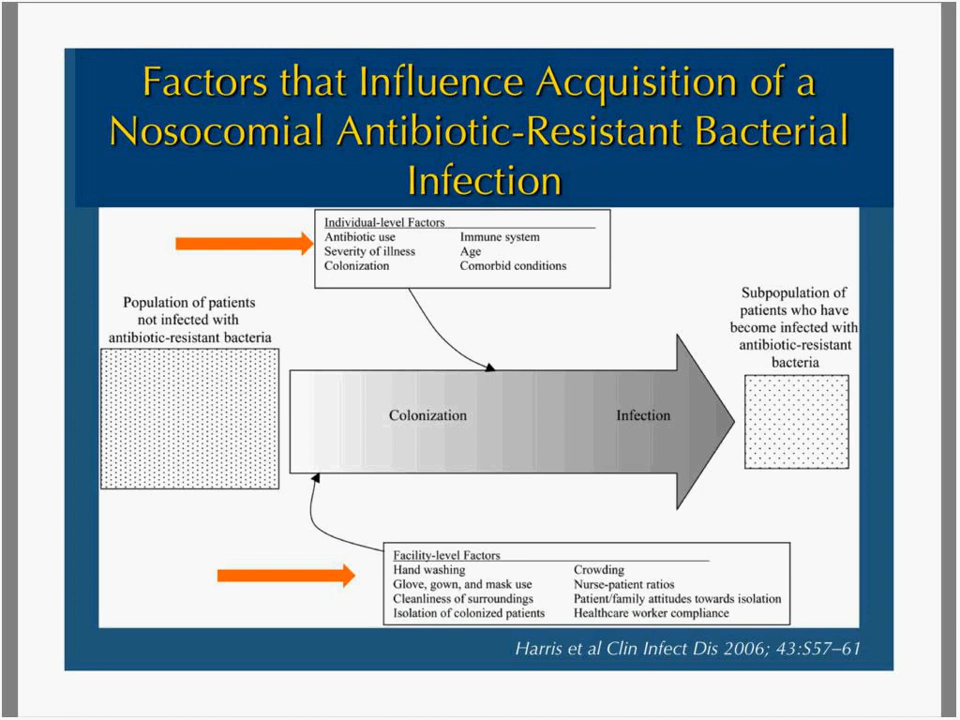 Factors that Influence Acquisition of a
Nosocomial Antibiotic-Resistant Bacterial
Infection
Individual-level Factors
Antibiotic use Immune system
Severity of illness Age
Colonization Comorbid conditions
Population of patients
not infected with
antibiotic-resistant bacteria
Subpopulation of
patients who have
become infected with
antibiotic-resistant
bacteria
Colonization Infection
Facility-level Factors
Hand washing Crowding
Glove, gown, and mask use Nurse-patient ratios
Cleanliness of surroundings Patient/family attitudes towards isolation
Isolation of colonized patients Healthcare worker compliance
Harris et al Clin Infect Dis 2006; 43:S57–61